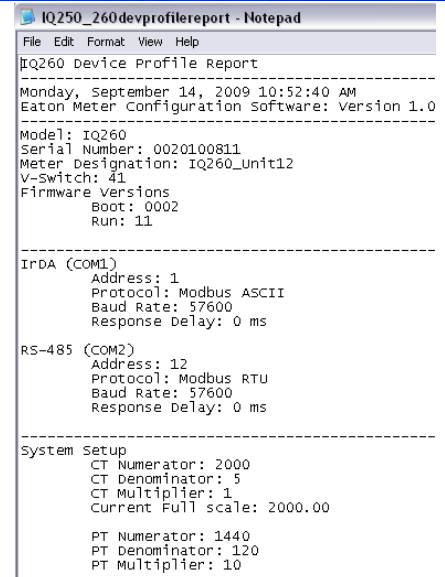 IQ250_260devprofilereport - Notepad
File Edit Format View Help
IQ260 Device Profile Report
--------------------------------------------------
Monday, September 14, 2009 10:52:40 AM
Eaton Meter Configuration Software: Version 1.0
--------------------------------------------------
Model: IQ260
Serial Number: 0020100811
Meter Designation: IQ260_Unit12
V-Switch: 41
Firmware Versions
Boot: 0002
Run: 11
--------------------------------------------------
IrDA (COM1)
Address: 1
Protocol: Modbus ASCII
Baud Rate: 57600
Response Delay: 0 ms
RS-485 (COM2)
Address: 12
Protocol: Modbus RTU
Baud Rate: 57600
Response Delay: 0 ms
--------------------------------------------------
System Setup
CT Numerator: 2000
CT Denominator: 5
CT Multiplier: 1
Current Full scale: 2000.00
PT Numerator: 1440
PT Denominator: 120
PT Multiplier: 10